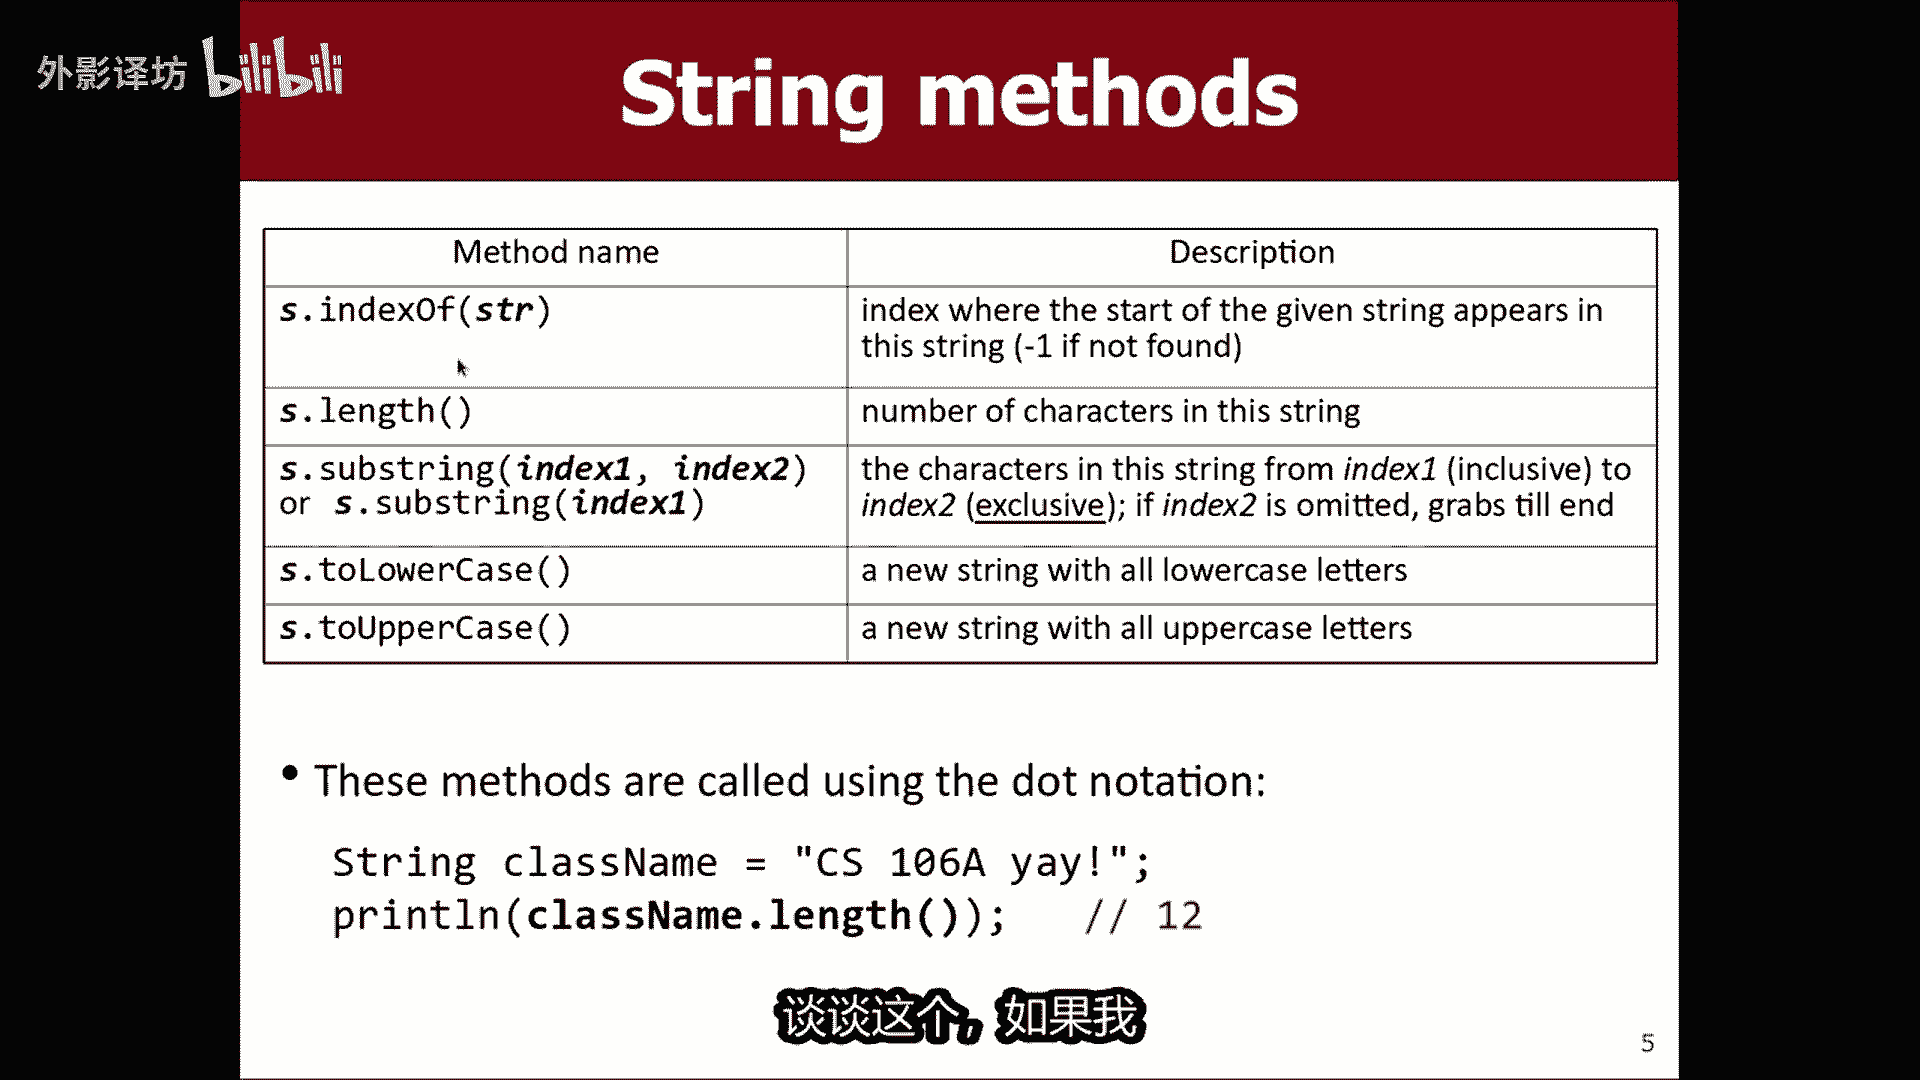 外影译坊 bilibili
String methods
Method name Description
s.indexOf(str) index where the start of the given string appears in
this string (-1 if not found)
s.length() number of characters in this string
s.substring(index1, index2) the characters in this string from index1 (inclusive) to
or s.substring(index1) index2 (exclusive); if index2 is omitted, grabs till end
s.toLowerCase() a new string with all lowercase letters
s.toUpperCase() a new string with all uppercase letters
• These methods are called using the dot notation:
String className = "CS 106A yay!";
println(className.length()); // 12
谈谈这个，如果我
5